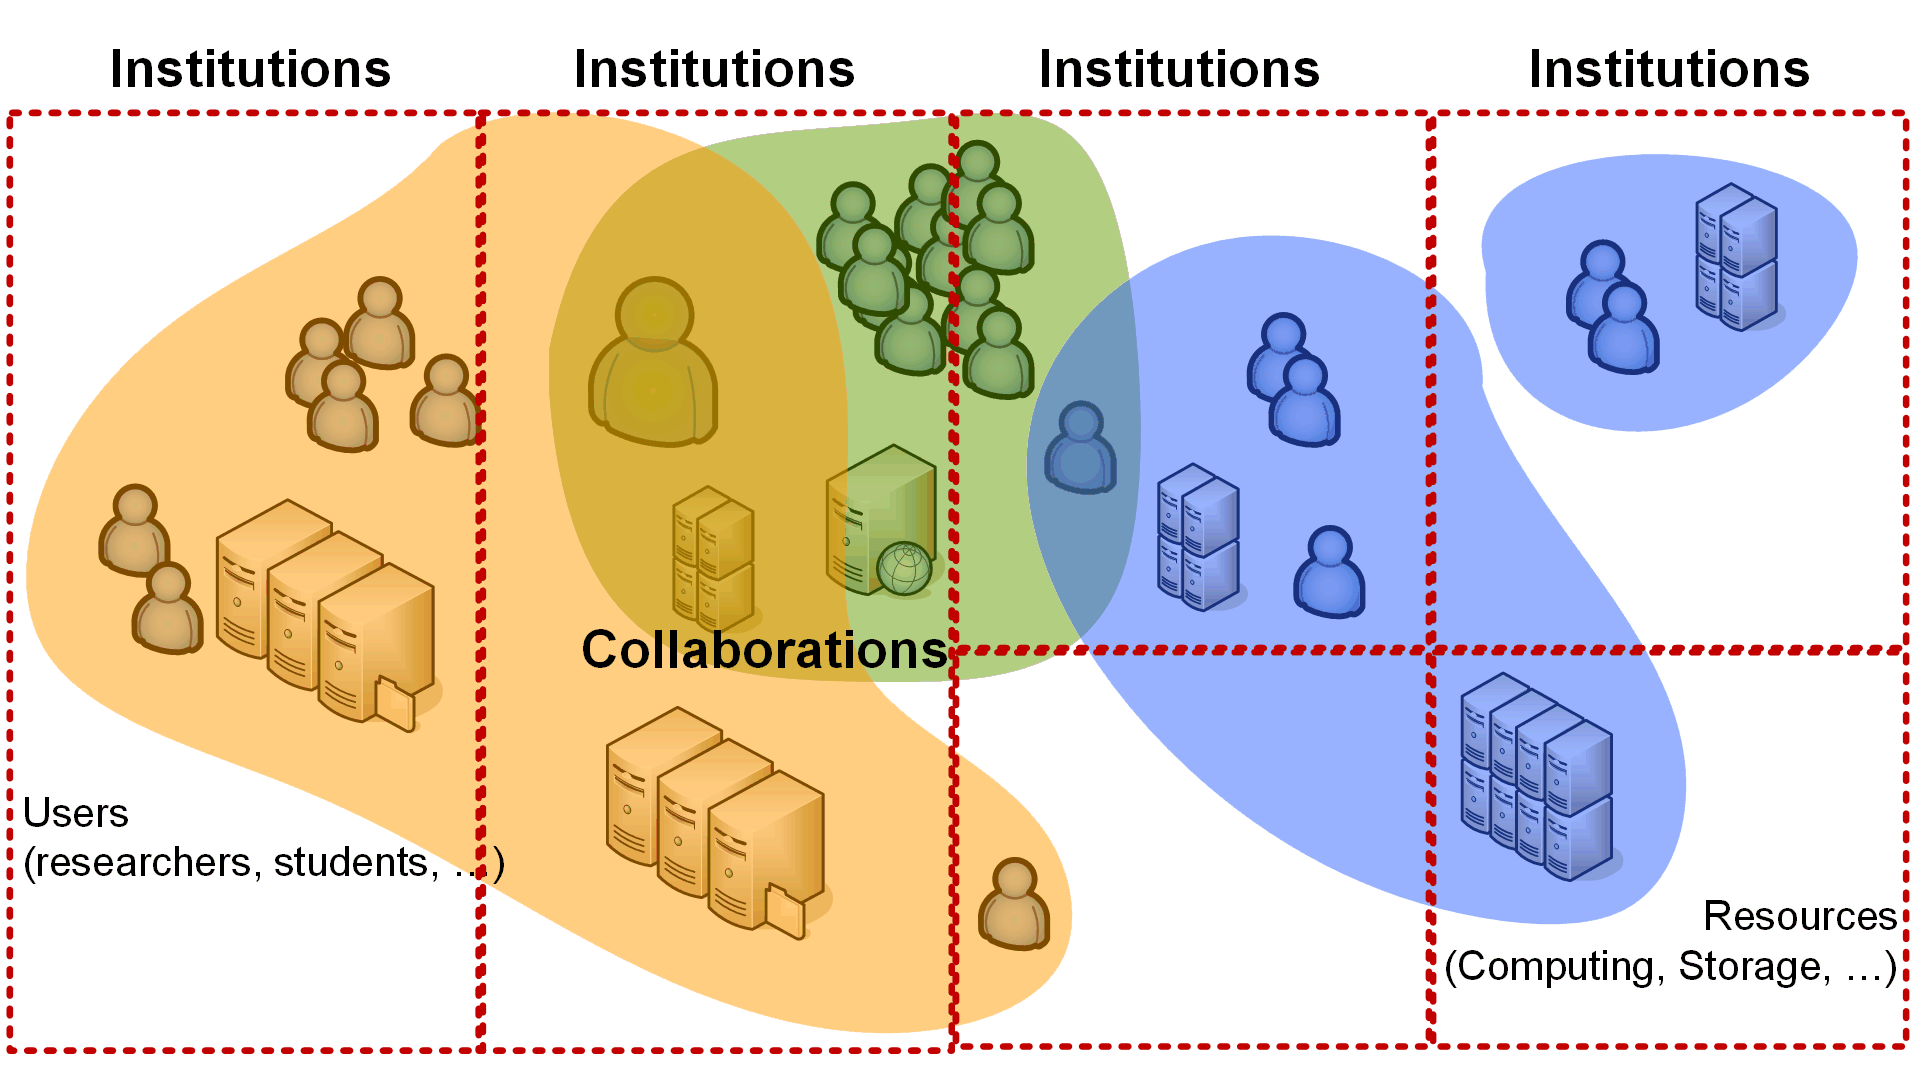 Institutions
Institutions
Institutions
Institutions
Collaborations
Users
(researchers, students, …)
Resources
(Computing, Storage, …)